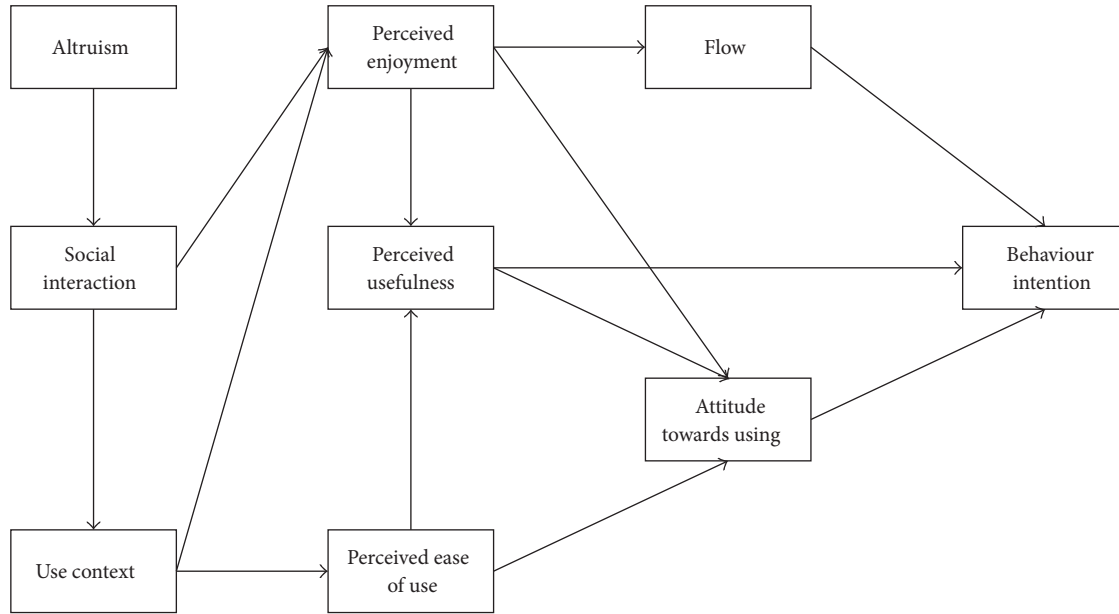 Altruism
Perceived
enjoyment
Flow
Social
interaction
Perceived
usefulness
Behaviour
intention
Attitude
towards using
Use context
Perceived ease
of use